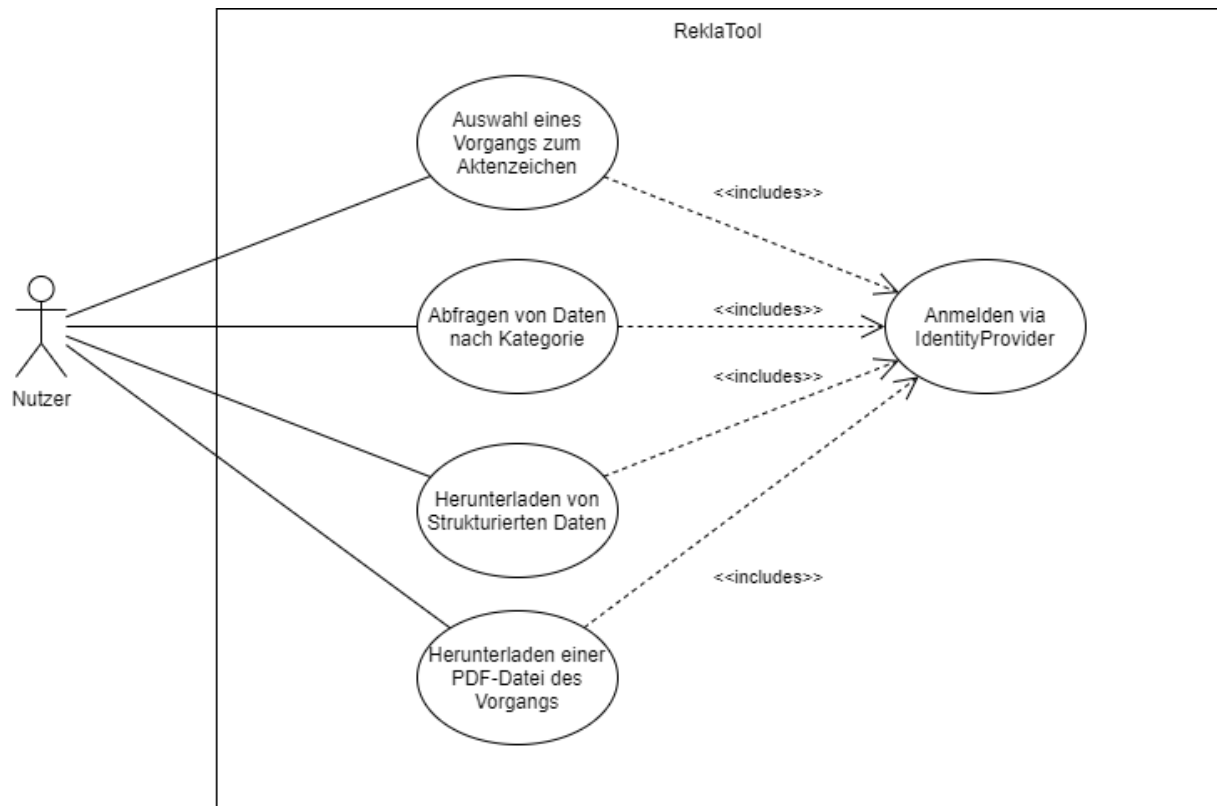 ReklaTool
Auswahl eines
Vorgangs zum
Aktenzeichen
<<includes>>
Abfragen von Daten
nach Kategorie
<<includes>>
Anmelden via
IdentityProvider
<<includes>>
Nutzer
Herunterladen von
Strukturierten Daten
<<includes>>
Herunterladen einer
PDF-Datei des
Vorgangs